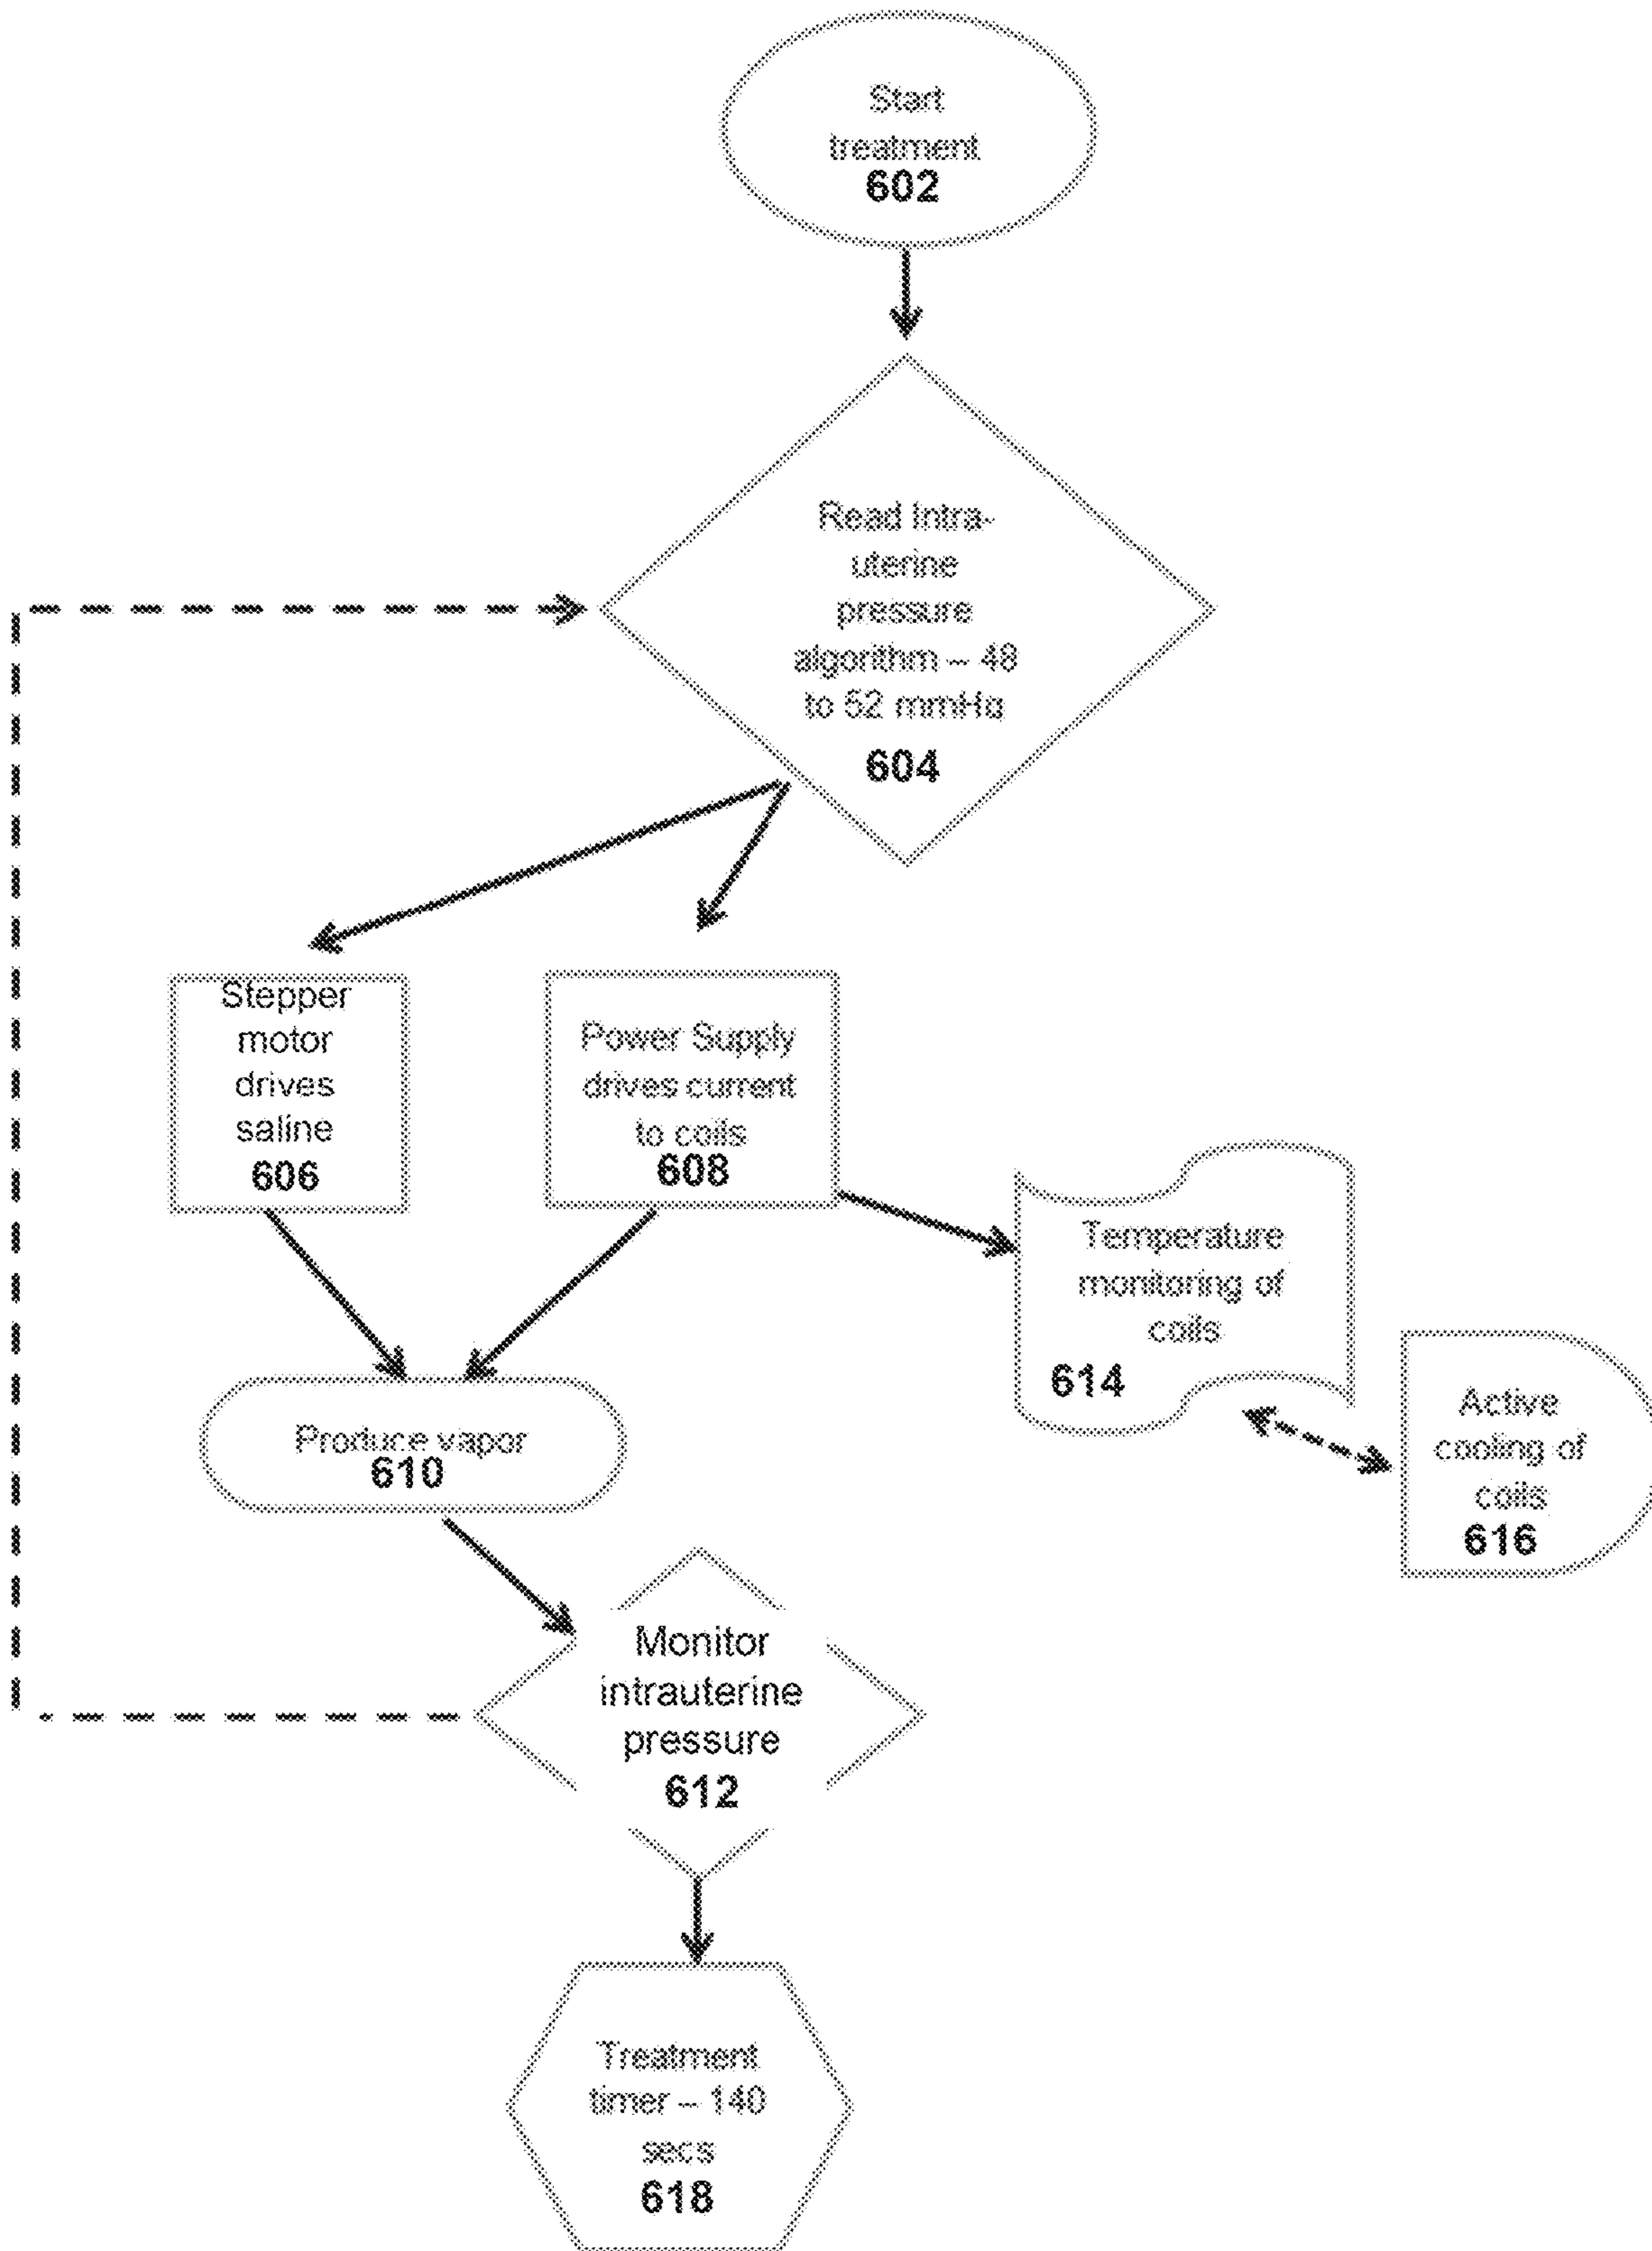 Start
treatment
602
Read Intra-
uterine
pressure
algorithm – 48
to 52 mmHg
604
Stepper
motor
drives
saline
606
Power Supply
drives current
to coils
608
Temperature
monitoring of
coils
614
Active
cooling of
coils
616
Produce vapor
610
Monitor
intrauterine
pressure
612
Treatment
timer – 140
secs
618